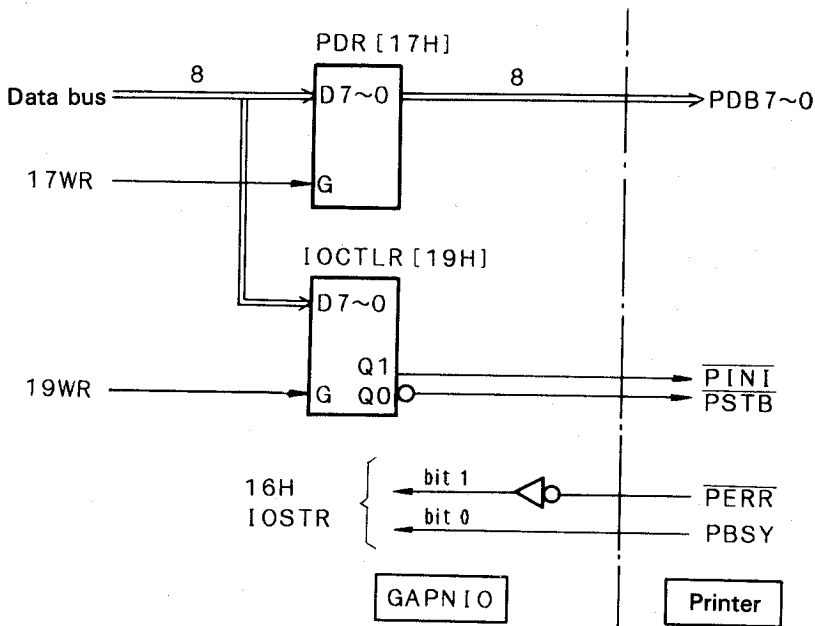 PDR [17H]
8
8
Data bus
D7~0
PDB7~0
17WR
G
IOCTLR [19H]
D7~0
Q1
PINI
19WR
G
Q0
PSTB
16H
IOSTR
bit 1
PERR
bit 0
PBSY
GAPNIO
Printer